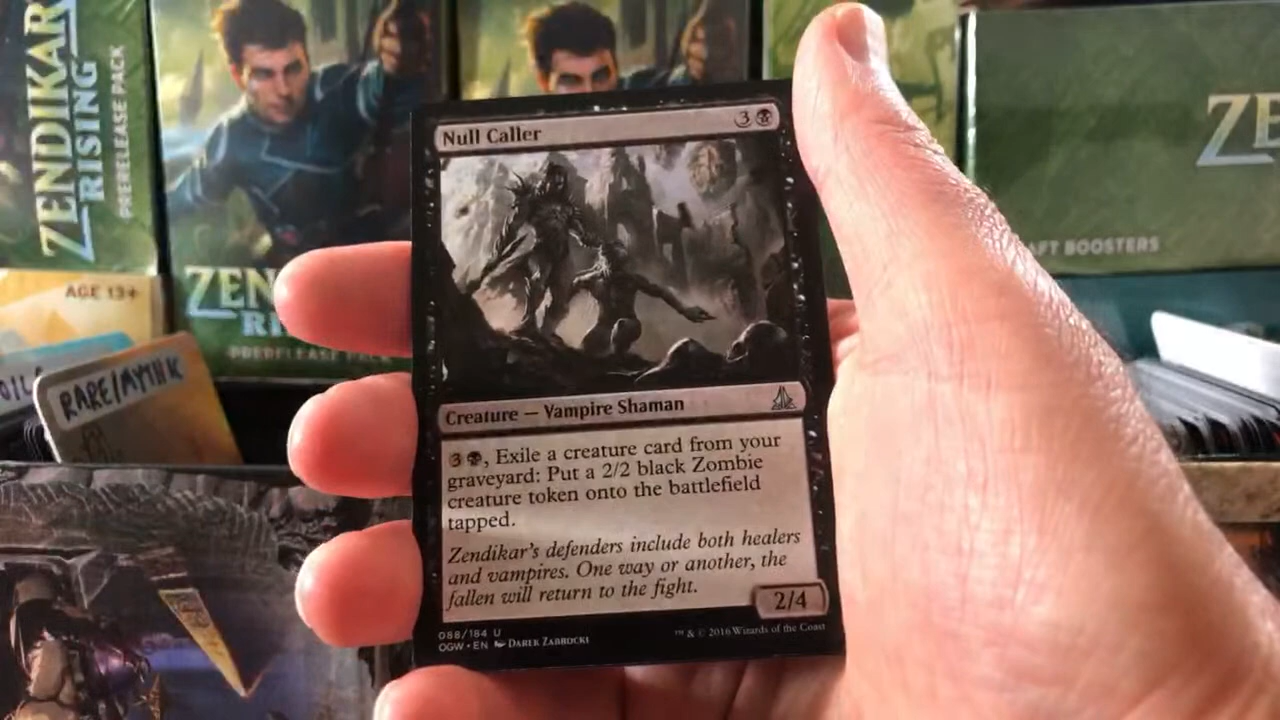 ZENDIKAR
RISING
PRERELEASE PACK
AGE 13+
RARE/MYTHIC
ZEN
RI
PRERELEASE PACK
ZE
AFT BOOSTERS
Null Caller
3
Creature — Vampire Shaman
3, Exile a creature card from your
graveyard: Put a 2/2 black Zombie
creature token onto the battlefield
tapped.
Zendikar's defenders include both healers
and vampires. One way or another, the
fallen will return to the fight.
2/4
088/184 U
OGW • EN DAREK ZABROCKI
™ & © 2016 Wizards of the Coast